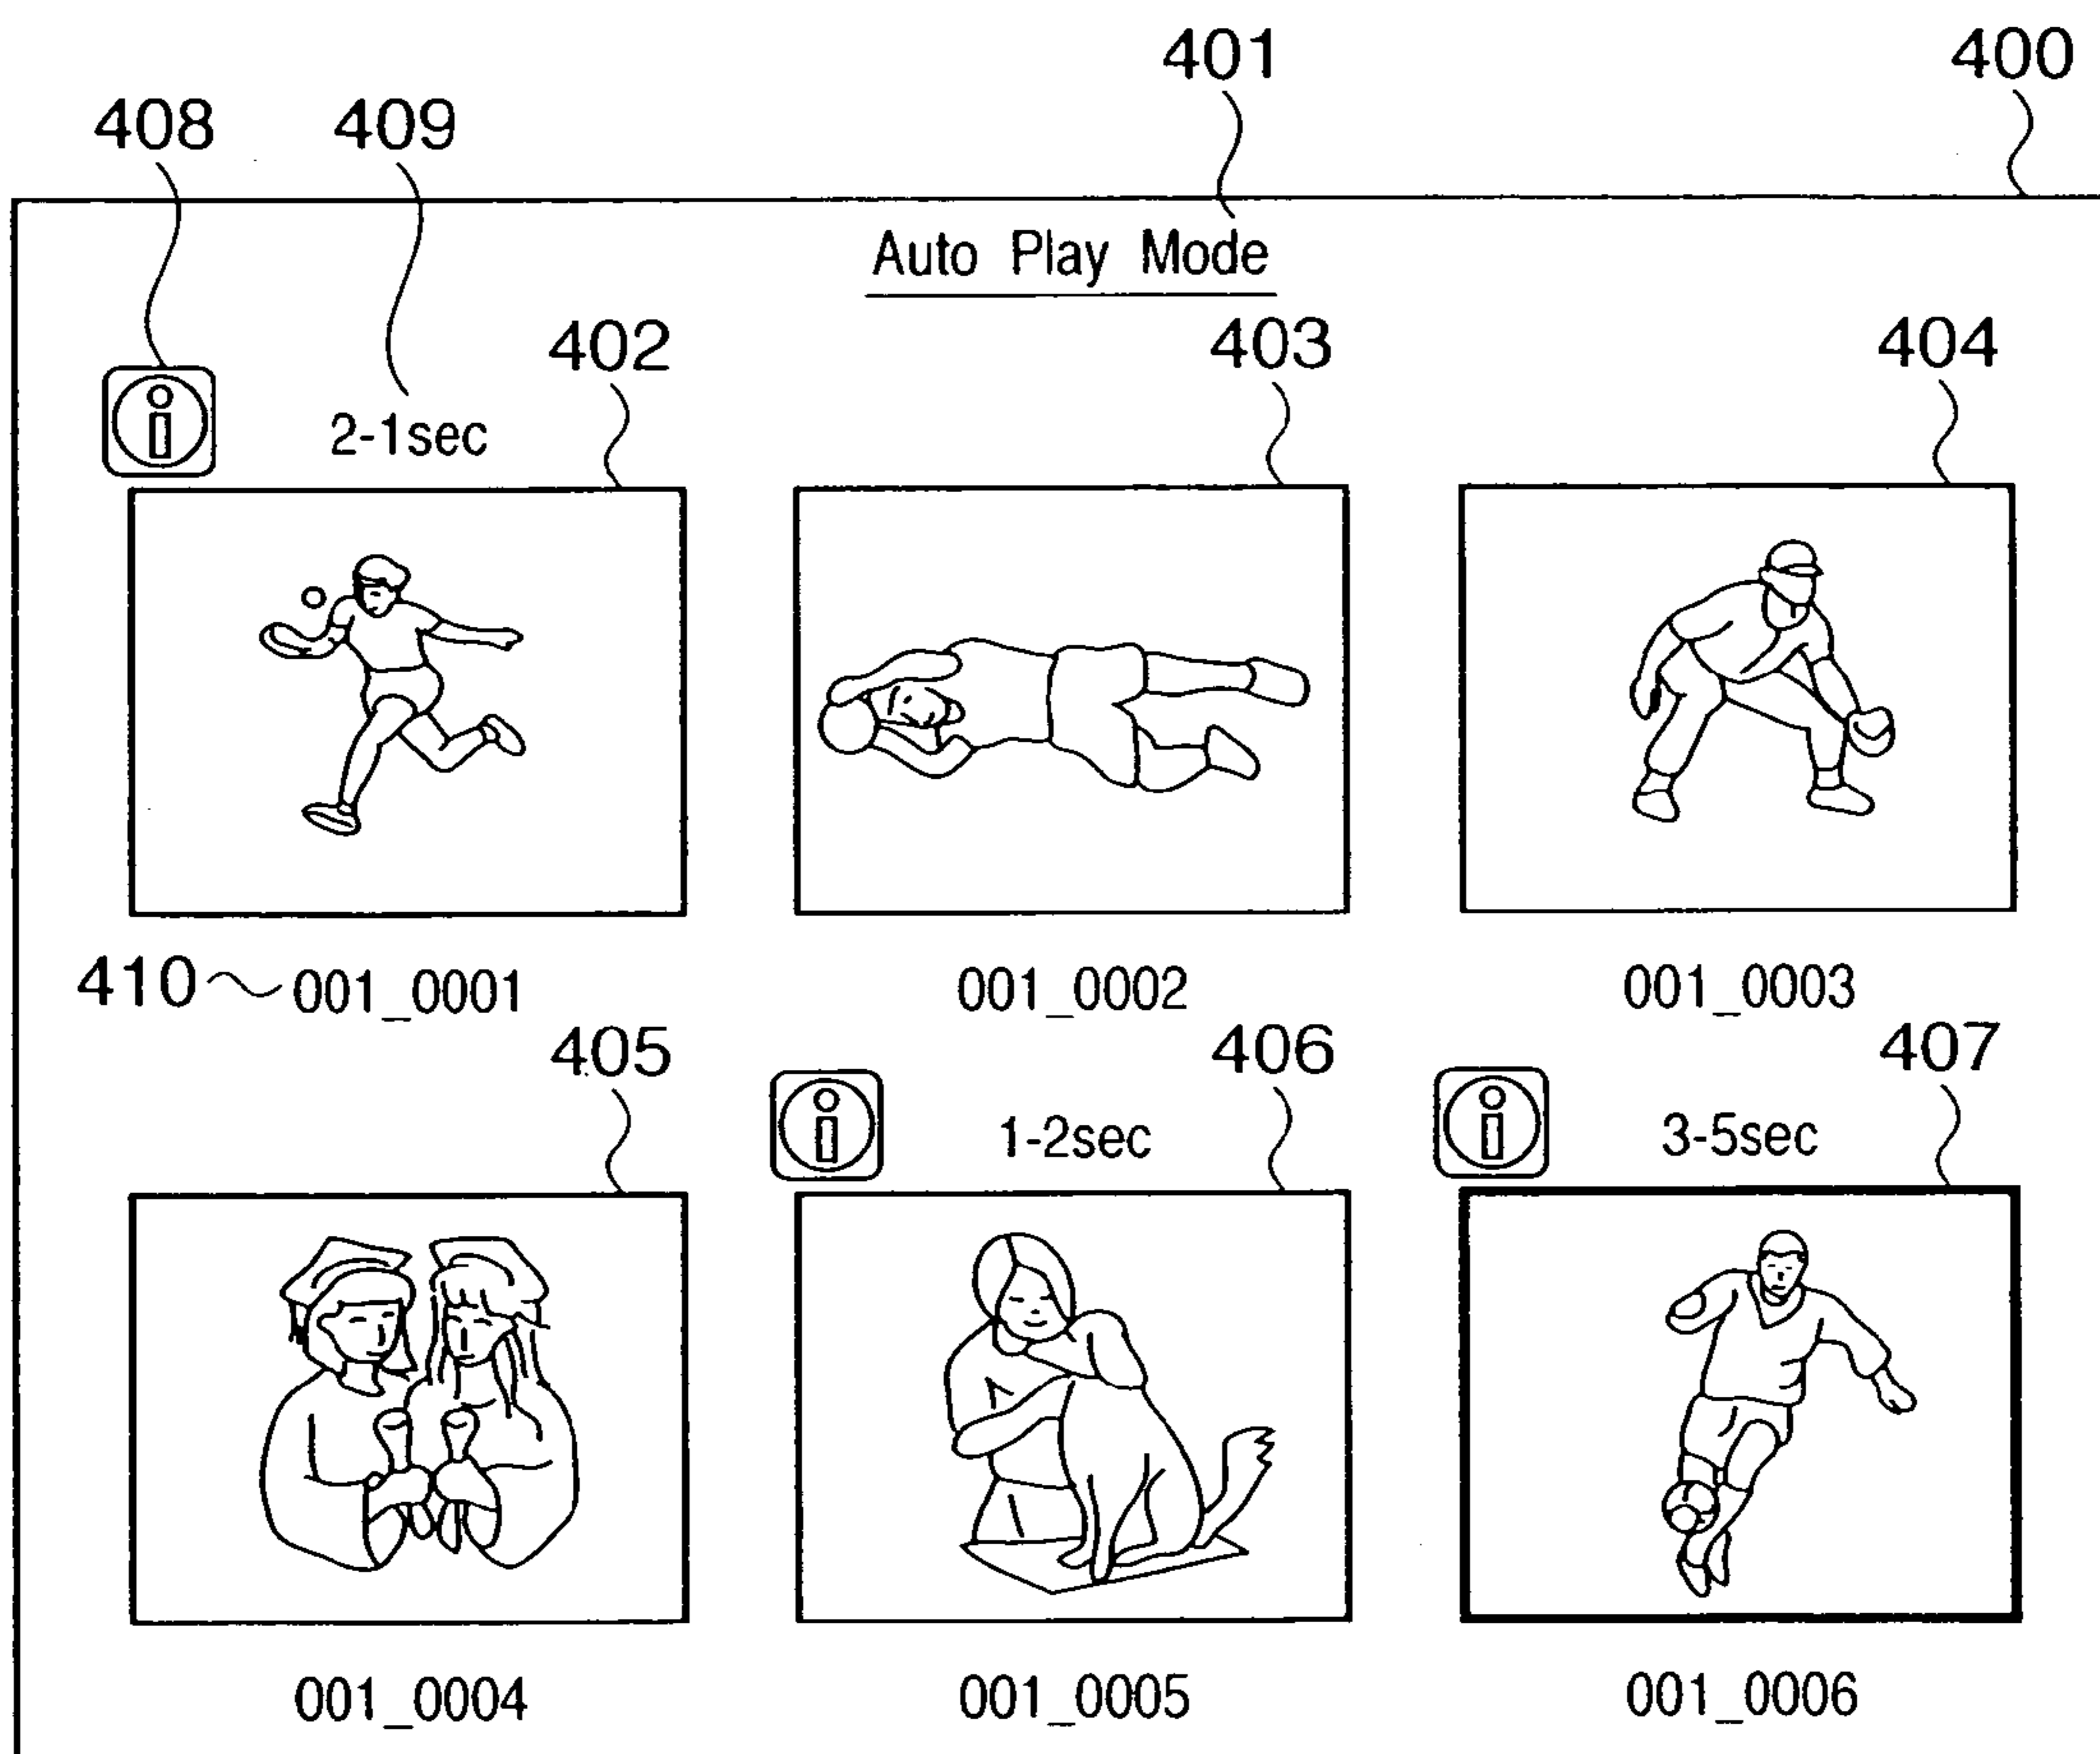 401 400
408 409
Auto Play Mode
402 403 404
i 2-1sec
410 001_0001 001_0002 001_0003
405 406 407
i 1-2sec i 3-5sec
001_0004 001_0005 001_0006